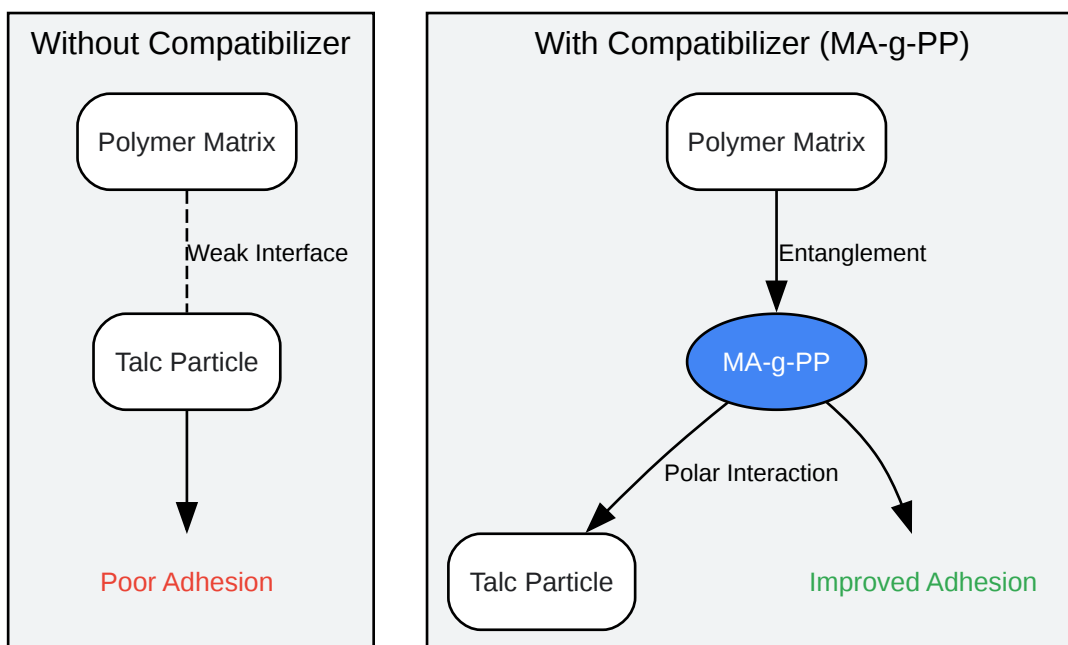 Without Compatibilizer
Polymer Matrix
Weak Interface
Talc Particle
Poor Adhesion
With Compatibilizer (MA-g-PP)
Polymer Matrix
Entanglement
MA-g-PP
Polar Interaction
Talc Particle
Improved Adhesion